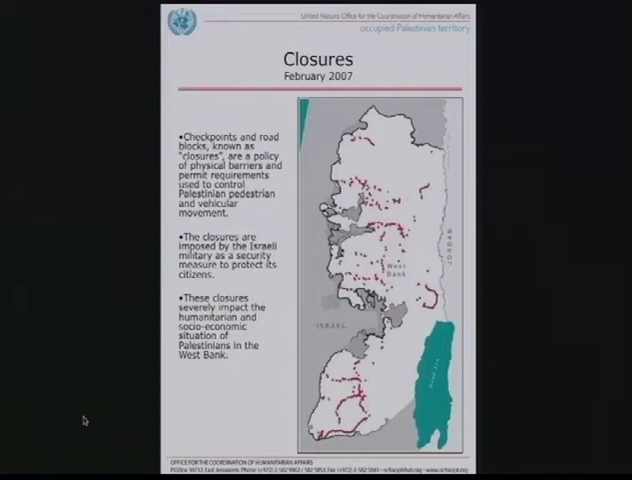 United Nations Office for the Coordination of Humanitarian Affairs
occupied Palestinian territory
Closures
February 2007
•Checkpoints and road
blocks, known as
"closures", are a policy
of physical barriers and
permit requirements
used to control
Palestinian pedestrian
and vehicular
movement.
•The closures are
imposed by the Israeli
military as a security
measure to protect its
citizens.
•These closures
severely impact the
humanitarian and
socio-economic
situation of
Palestinians in the
West Bank.
JORDAN
West
Bank
ISRAEL
Dead Sea
OFFICE FOR THE COORDINATION OF HUMANITARIAN AFFAIRS